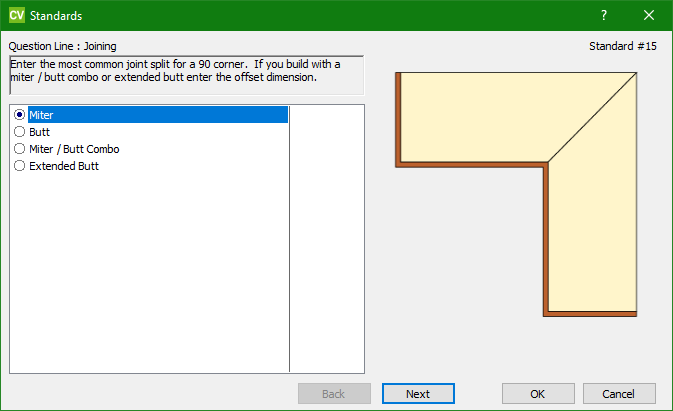 CV Standards ?
Question Line : Joining Standard #15
Enter the most common joint split for a 90 corner. If you build with a
miter / butt combo or extended butt enter the offset dimension.
Miter
Butt
Miter / Butt Combo
Extended Butt
Back Next OK Cancel